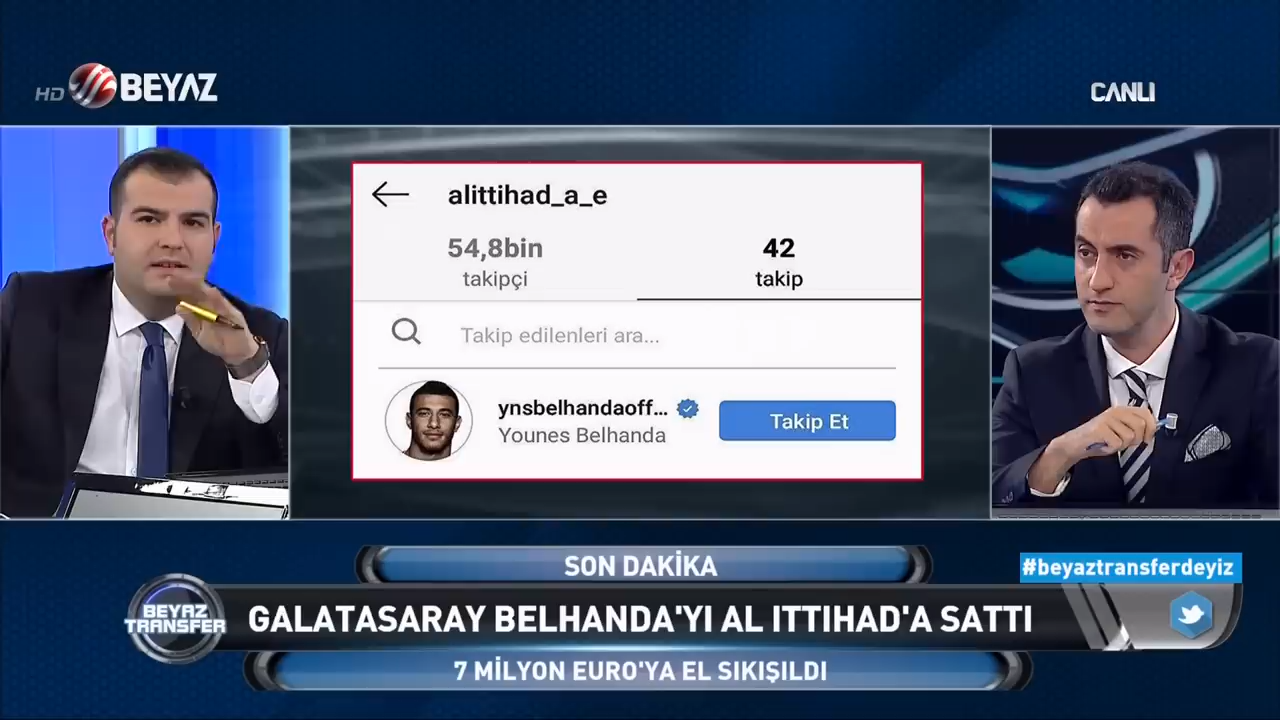 HD BEYAZ
CANLI
alittihad_a_e
54,8bin
takipçi
42
takip
Takip edilenleri ara...
ynsbelhandaoff...
Younes Belhanda
Takip Et
SON DAKİKA
#beyaztransferdeyiz
BEYAZ
TRANSFER
GALATASARAY BELHANDA'YI AL ITTIHAD'A SATTI
7 MİLYON EURO'YA EL SIKIŞILDI